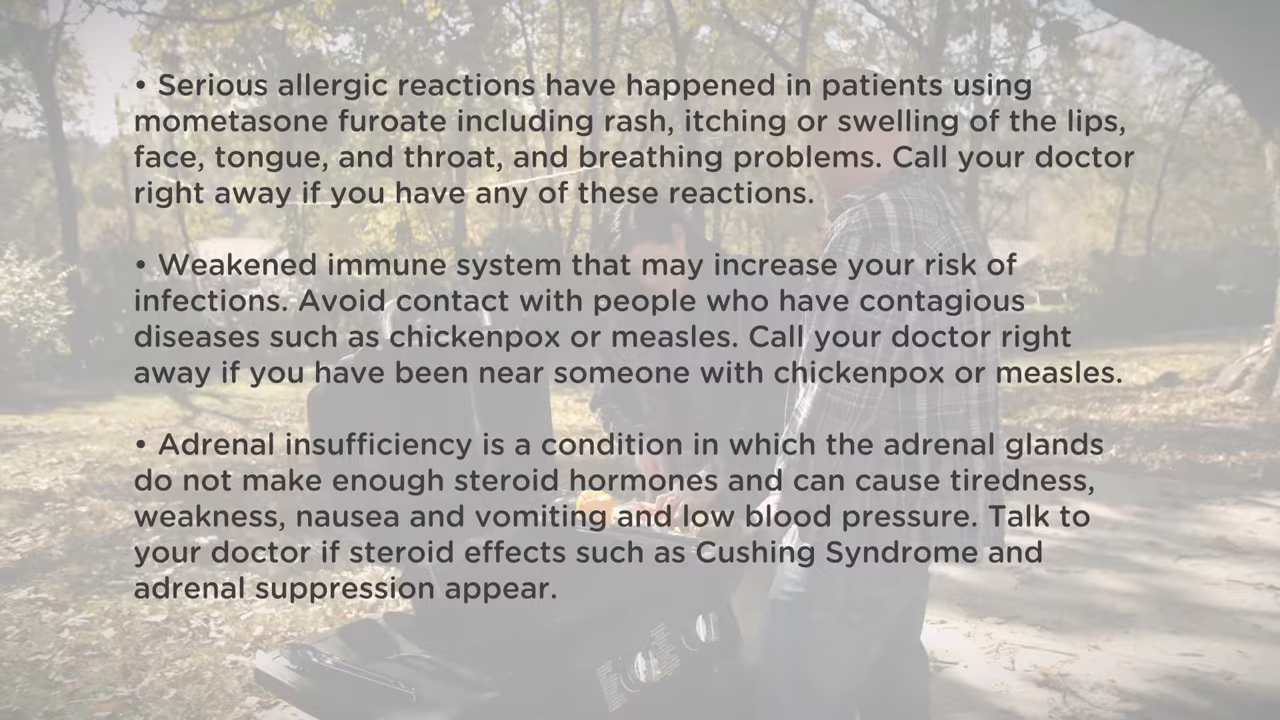 • Serious allergic reactions have happened in patients using
mometasone furoate including rash, itching or swelling of the lips,
face, tongue, and throat, and breathing problems. Call your doctor
right away if you have any of these reactions.
• Weakened immune system that may increase your risk of
infections. Avoid contact with people who have contagious
diseases such as chickenpox or measles. Call your doctor right
away if you have been near someone with chickenpox or measles.
• Adrenal insufficiency is a condition in which the adrenal glands
do not make enough steroid hormones and can cause tiredness,
weakness, nausea and vomiting and low blood pressure. Talk to
your doctor if steroid effects such as Cushing Syndrome and
adrenal suppression appear.